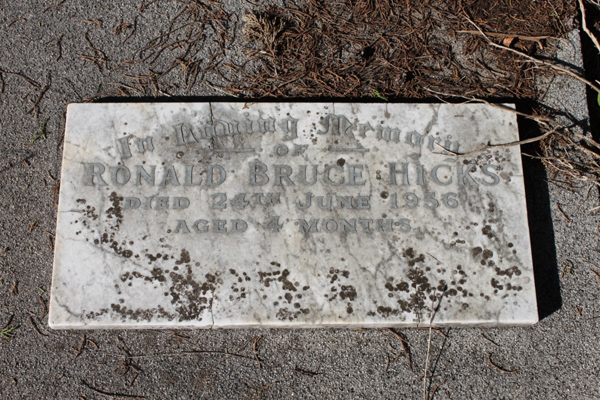 In Loving Memory
OF
RONALD BRUCE HICKS
DIED 24TH JUNE 1956
AGED 4 MONTHS